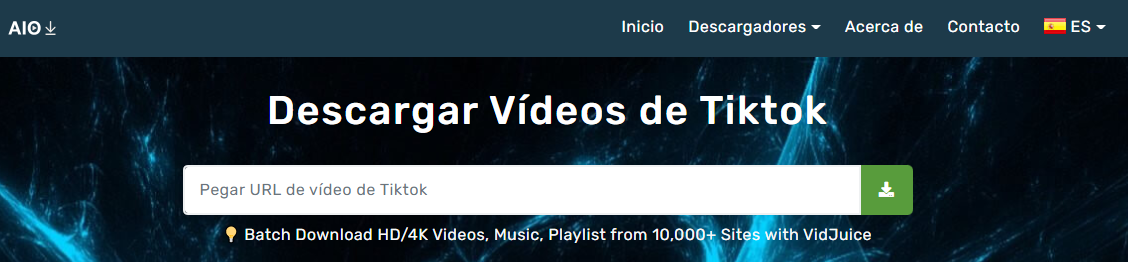 AIO
Inicio Descargadores Acerca de Contacto ES
Descargar Vídeos de Tiktok
Pegar URL de vídeo de Tiktok
Batch Download HD/4K Videos, Music, Playlist from 10,000+ Sites with VidJuice